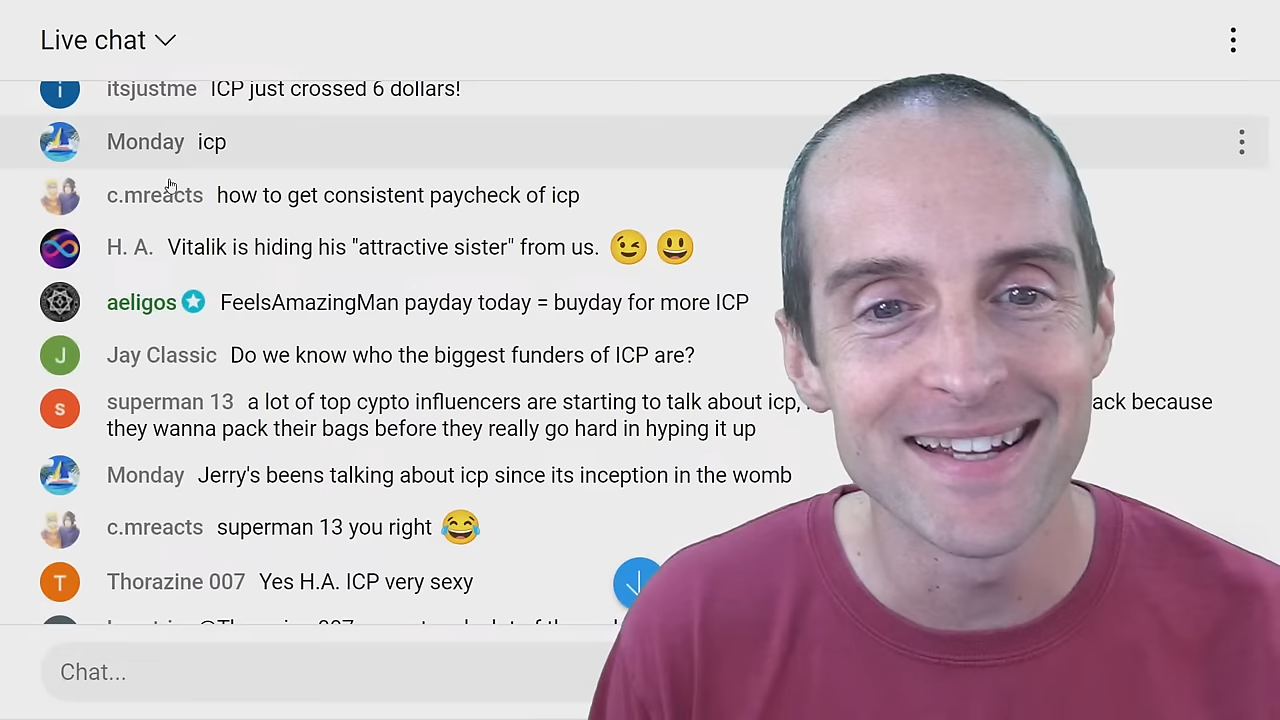 Live chat
itsjustme ICP just crossed 6 dollars!
Monday icp
c.mreacts how to get consistent paycheck of icp
H. A. Vitalik is hiding his "attractive sister" from us. 😉 😃
aeligos FeelsAmazingMan payday today = buyday for more ICP
J Jay Classic Do we know who the biggest funders of ICP are?
s superman 13 a lot of top cypto influencers are starting to talk about icp, because
they wanna pack their bags before they really go hard in hyping it up
Monday Jerry's beens talking about icp since its inception in the womb
c.mreacts superman 13 you right 😂
T Thorazine 007 Yes H.A. ICP very sexy
Chat...